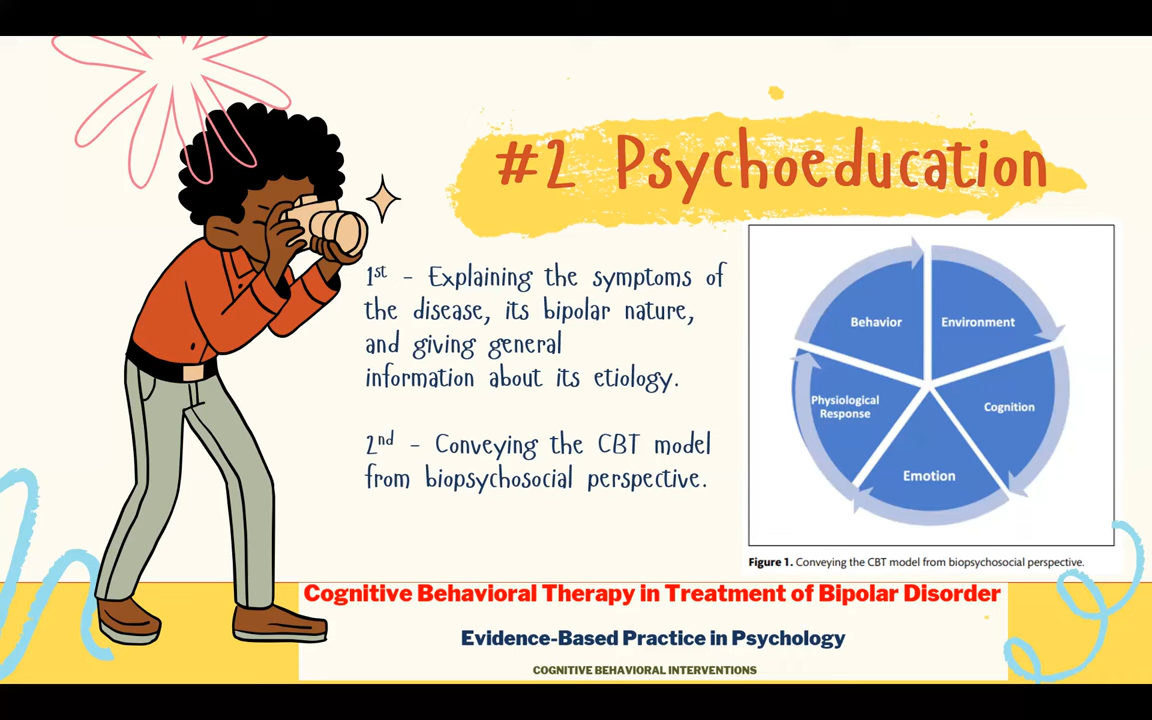 #2 Psychoeducation
1st - Explaining the symptoms of
the disease, its bipolar nature,
and giving general
information about its etiology.
2nd - Conveying the CBT model
from biopsychosocial perspective.
Behavior
Environment
Physiological
Response
Cognition
Emotion
Figure 1. Conveying the CBT model from biopsychosocial perspective.
Cognitive Behavioral Therapy in Treatment of Bipolar Disorder
Evidence-Based Practice in Psychology
COGNITIVE BEHAVIORAL INTERVENTIONS